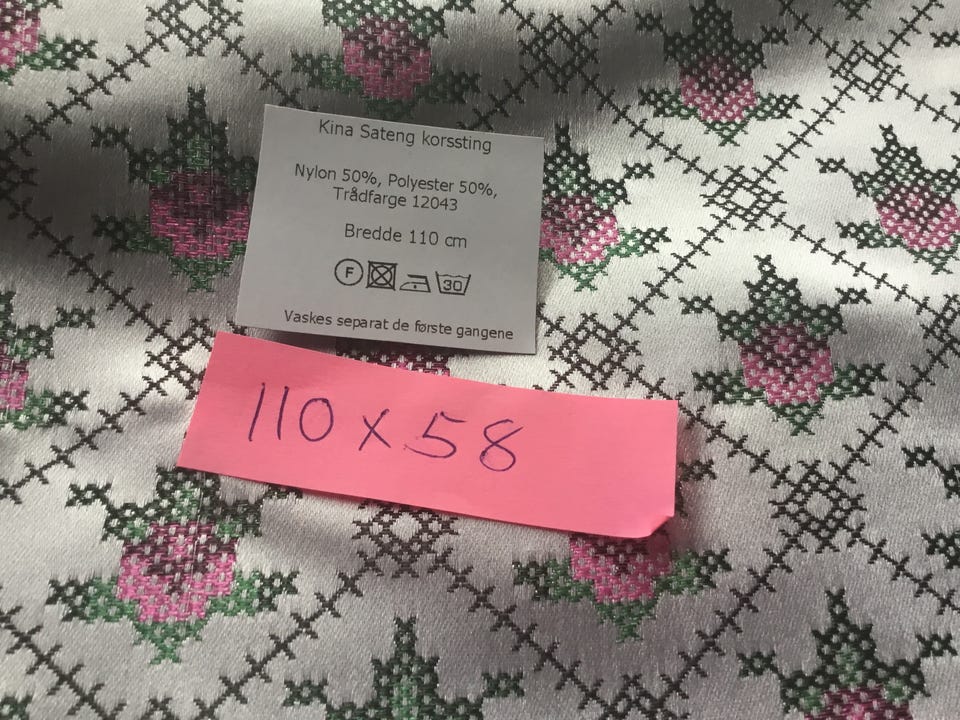 Kina Sateng korssting
Nylon 50%, Polyester 50%,
Trådfarge 12043
Bredde 110 cm
F 30
Vaskes separat de første gangene
110 x 58